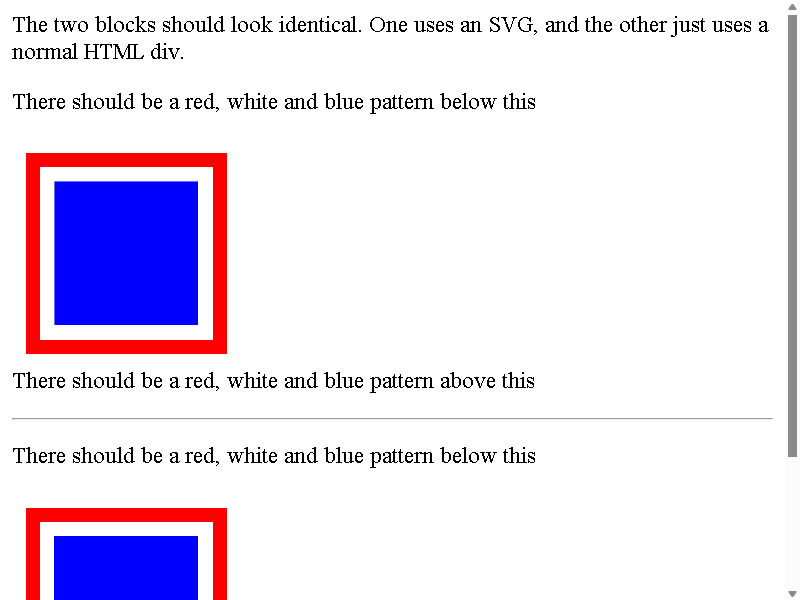 The two blocks should look identical. One uses an SVG, and the other just uses a
normal HTML div.
There should be a red, white and blue pattern below this
There should be a red, white and blue pattern above this
There should be a red, white and blue pattern below this